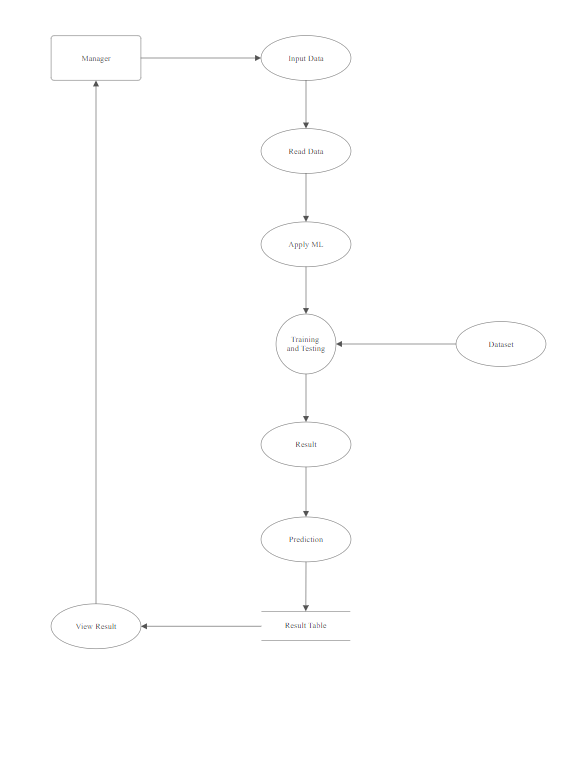 Manager
Input Data
Read Data
Apply ML
Training
and Testing
Dataset
Result
Prediction
Result Table
View Result